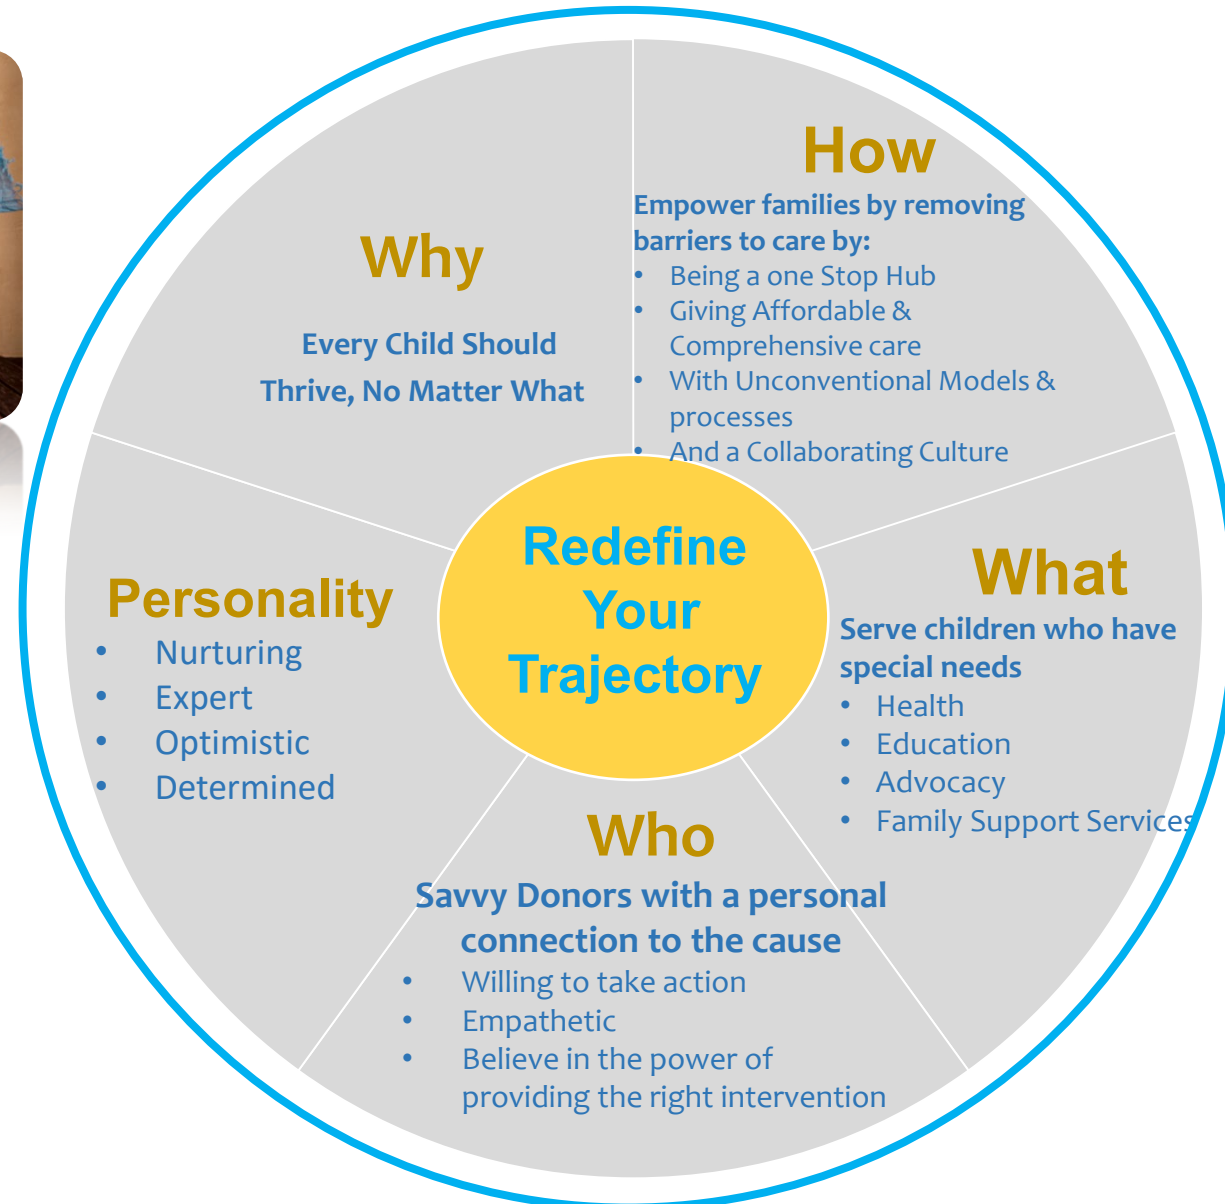 How
Empower families by removing
barriers to care by:
• Being a one Stop Hub
• Giving Affordable &
Comprehensive care
• With Unconventional Models &
processes
• And a Collaborating Culture
Why
Every Child Should
Thrive, No Matter What
Redefine
Your
Trajectory
What
Serve children who have
special needs
• Health
• Education
• Advocacy
• Family Support Services
Personality
• Nurturing
• Expert
• Optimistic
• Determined
Who
Savvy Donors with a personal
connection to the cause
• Willing to take action
• Empathetic
• Believe in the power of
providing the right intervention